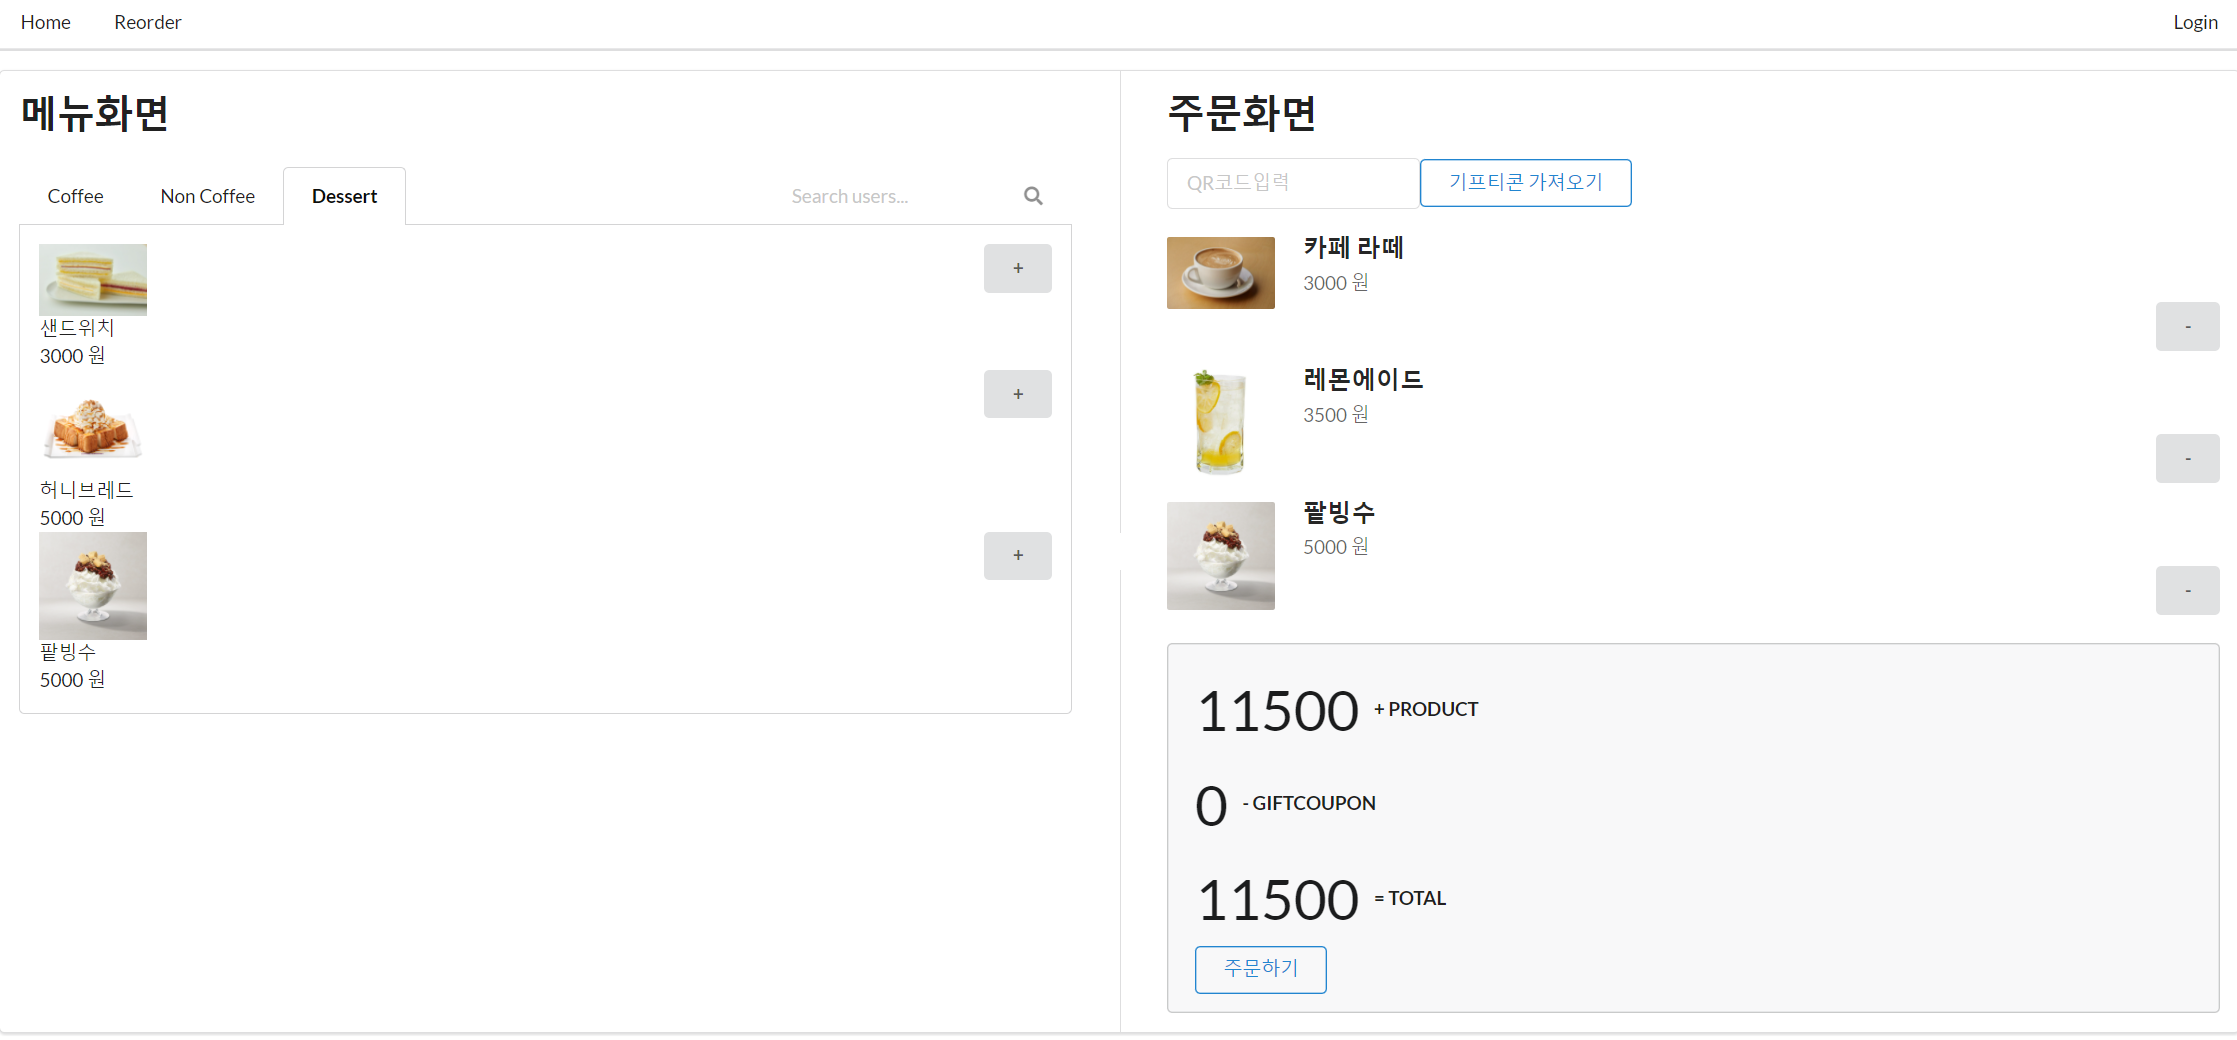 Home Reorder Login
메뉴화면
Coffee Non Coffee Dessert Search users...
+
샌드위치
3000 원
+
허니브레드
5000 원
+
팥빙수
5000 원
주문화면
QR코드입력 기프티콘 가져오기
카페 라떼
3000 원
-
레몬에이드
3500 원
-
팥빙수
5000 원
-
11500 + PRODUCT
0 - GIFTCOUPON
11500 = TOTAL
주문하기